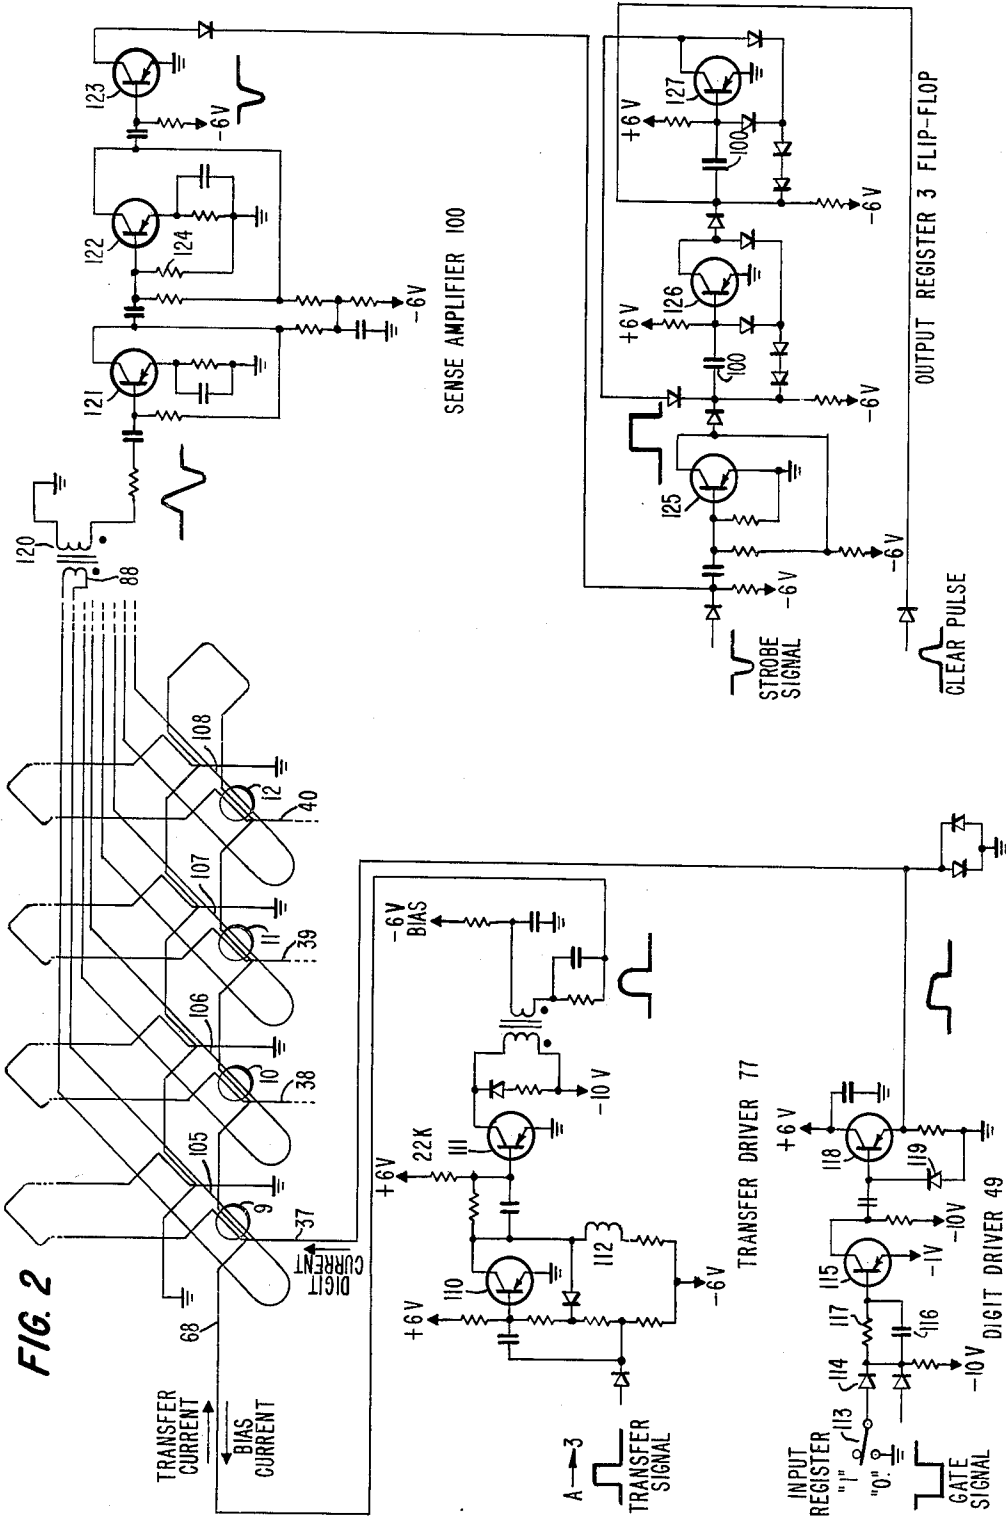 FIG. 2
TRANSFER
CURRENT
BIAS
CURRENT
68
9
10
11
12
105
106
107
108
37
38
39
40
DIGIT
CURRENT
88
120
121
122
123
124
-6V
-6V
SENSE AMPLIFIER 100
A → 3
TRANSFER
SIGNAL
+6V
110
112
-6V
+6V
22K
111
-10V
-6V
BIAS
TRANSFER DRIVER 77
INPUT
REGISTER
"1"
"0"
113
GATE
SIGNAL
114
117
116
-10V
115
-1V
-10V
+6V
118
119
DIGIT DRIVER 49
STROBE
SIGNAL
-6V
125
-6V
+6V
100
126
-6V
+6V
100
127
-6V
CLEAR PULSE
OUTPUT REGISTER 3 FLIP-FLOP